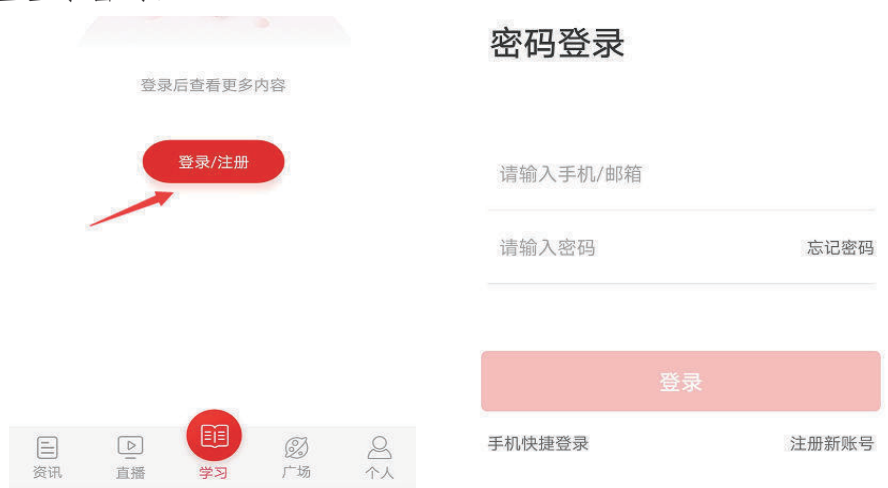 登录后查看更多内容
登录/注册
资讯 直播 学习 广场 个人
密码登录
请输入手机/邮箱
请输入密码 忘记密码
登录
手机快捷登录 注册新账号